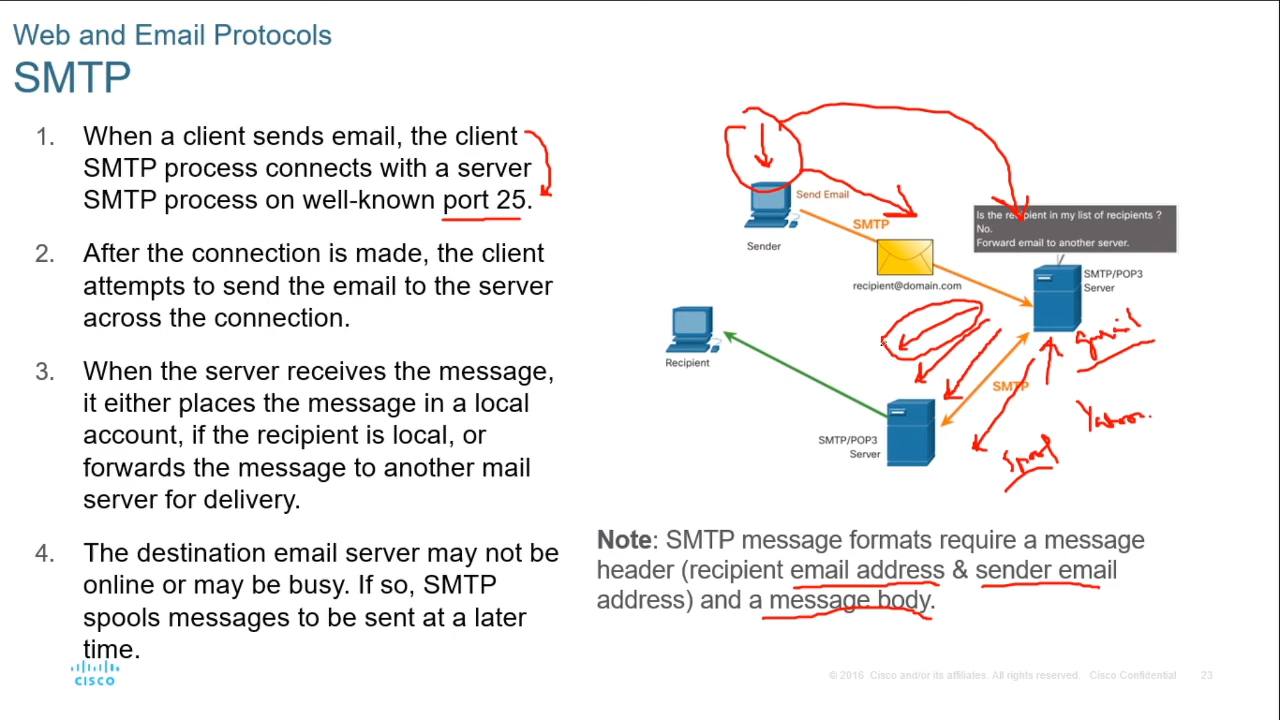 Web and Email Protocols
SMTP
1. When a client sends email, the client
SMTP process connects with a server
SMTP process on well-known port 25.
2. After the connection is made, the client
attempts to send the email to the server
across the connection.
3. When the server receives the message,
it either places the message in a local
account, if the recipient is local, or
forwards the message to another mail
server for delivery.
4. The destination email server may not be
online or may be busy. If so, SMTP
spools messages to be sent at a later
time.
Send Email
SMTP
Sender
recipient@domain.com
Is the recipient in my list of recipients ?
No.
Forward email to another server.
SMTP/POP3
Server
Gmail
Recipient
SMTP
Yahoo.
SMTP/POP3
Server
Spool
Note: SMTP message formats require a message
header (recipient email address & sender email
address) and a message body.
CISCO
© 2016 Cisco and/or its affiliates. All rights reserved. Cisco Confidential 23